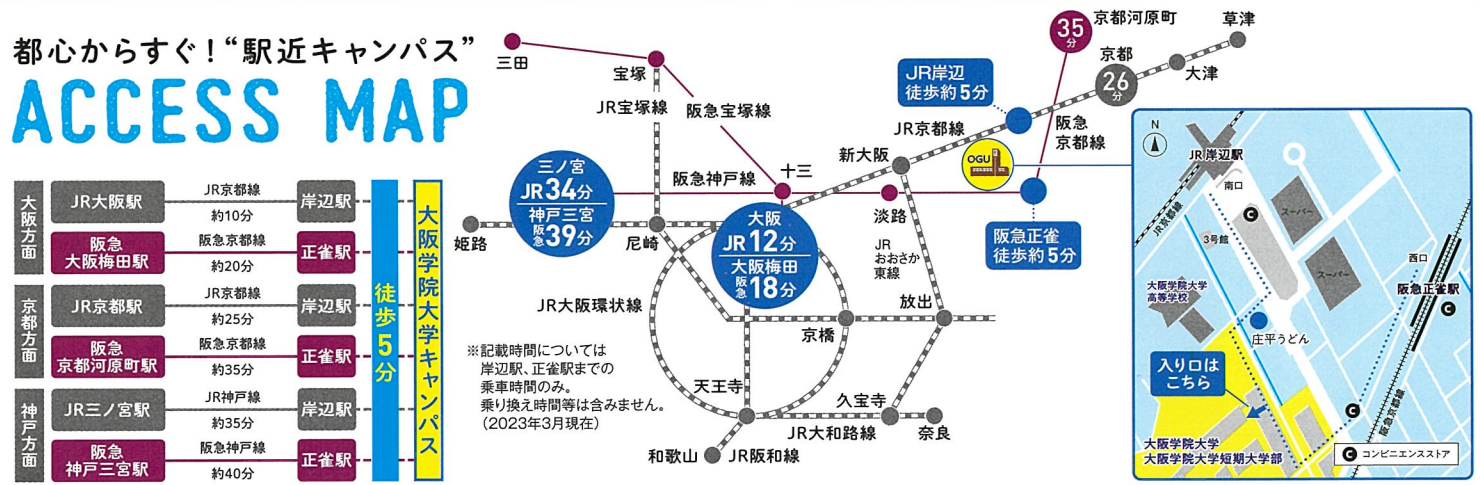 都心からすぐ！“駅近キャンパス”
ACCESS MAP
大阪方面
JR大阪駅
JR京都線
約10分
岸辺駅
阪急
大阪梅田駅
阪急京都線
約20分
正雀駅
京都方面
JR京都駅
JR京都線
約25分
岸辺駅
阪急
京都河原町駅
阪急京都線
約35分
正雀駅
神戸方面
JR三ノ宮駅
JR神戸線
約35分
岸辺駅
阪急
神戸三宮駅
阪急神戸線
約40分
正雀駅
徒歩5分
大阪学院大学キャンパス
三田
宝塚
JR宝塚線
阪急宝塚線
三ノ宮
JR34分
神戸三宮
阪急39分
姫路
尼崎
阪急神戸線
十三
大阪
JR12分
大阪梅田
阪急18分
新大阪
JR京都線
JR岸辺
徒歩約5分
OGU
35分
京都河原町
京都
26分
草津
大津
阪急
京都線
淡路
阪急正雀
徒歩約5分
JR
おおさか
東線
放出
JR大阪環状線
京橋
天王寺
久宝寺
JR大和路線
奈良
和歌山
JR阪和線
※記載時間については
岸辺駅、正雀駅までの
乗車時間のみ。
乗り換え時間等は含みません。
（2023年3月現在）
N
JR岸辺駅
南口
JR京都線
C
スーパー
3号館
スーパー
西口
阪急正雀駅
C
大阪学院大学
高等学校
庄平うどん
入り口は
こちら
C
阪急京都線
大阪学院大学
大阪学院大学短期大学部
C コンビニエンスストア